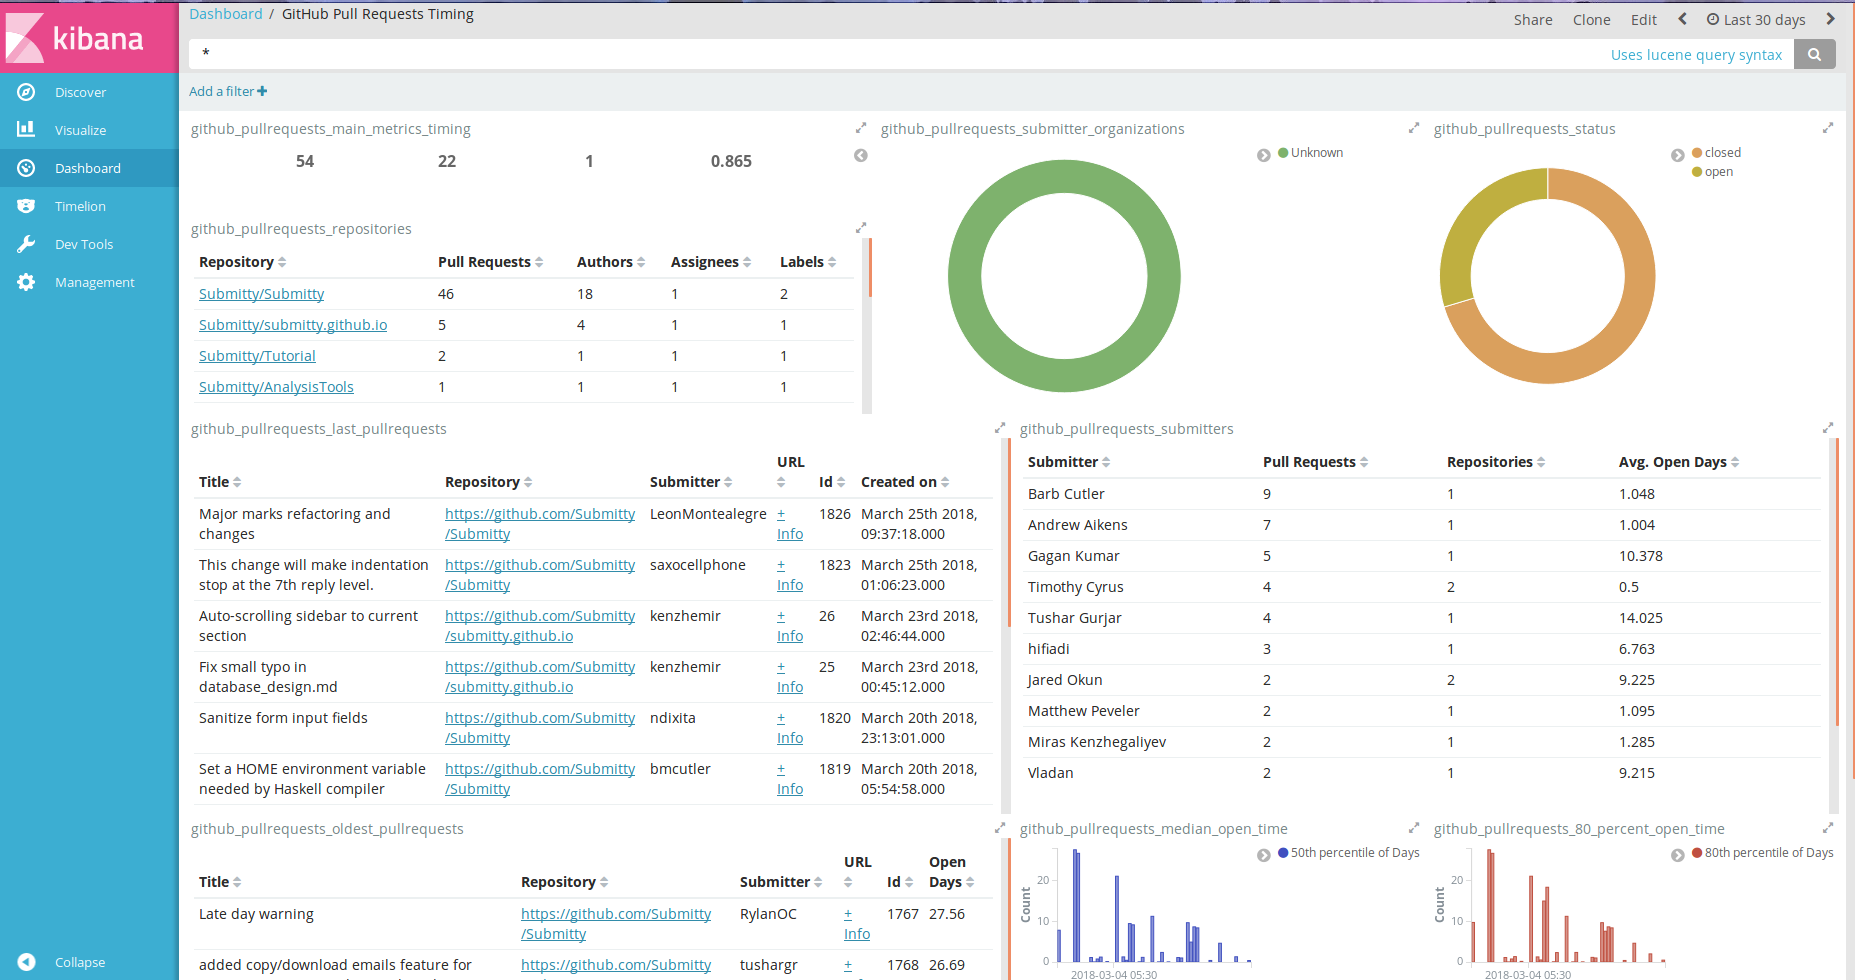 kibana
Discover
Visualize
Dashboard
Timelion
Dev Tools
Management
Collapse
Dashboard / GitHub Pull Requests Timing
Share Clone Edit Last 30 days
*
Uses lucene query syntax
Add a filter +
github_pullrequests_main_metrics_timing
54 22 1 0.865
github_pullrequests_submitter_organizations
Unknown
github_pullrequests_status
closed
open
github_pullrequests_repositories
Repository Pull Requests Authors Assignees Labels
Submitty/Submitty 46 18 1 2
Submitty/submitty.github.io 5 4 1 1
Submitty/Tutorial 2 1 1 1
Submitty/AnalysisTools 1 1 1 1
github_pullrequests_last_pullrequests
URL
Title Repository Submitter Id Created on
Major marks refactoring and https://github.com/Submitty LeonMontealegre + 1826 March 25th 2018,
changes /Submitty Info 09:37:18.000
This change will make indentation https://github.com/Submitty saxocellphone + 1823 March 25th 2018,
stop at the 7th reply level. /Submitty Info 01:06:23.000
Auto-scrolling sidebar to current https://github.com/Submitty kenzhemir + 26 March 23rd 2018,
section /submitty.github.io Info 02:46:44.000
Fix small typo in https://github.com/Submitty kenzhemir + 25 March 23rd 2018,
database_design.md /submitty.github.io Info 00:45:12.000
Sanitize form input fields https://github.com/Submitty ndixita + 1820 March 20th 2018,
/Submitty Info 23:13:01.000
Set a HOME environment variable https://github.com/Submitty bmcutler + 1819 March 20th 2018,
needed by Haskell compiler /Submitty Info 05:54:58.000
github_pullrequests_submitters
Submitter Pull Requests Repositories Avg. Open Days
Barb Cutler 9 1 1.048
Andrew Aikens 7 1 1.004
Gagan Kumar 5 1 10.378
Timothy Cyrus 4 2 0.5
Tushar Gurjar 4 1 14.025
hifiadi 3 1 6.763
Jared Okun 2 2 9.225
Matthew Peveler 2 1 1.095
Miras Kenzhegaliyev 2 1 1.285
Vladan 2 1 9.215
github_pullrequests_oldest_pullrequests
URL Open
Title Repository Submitter Id Days
Late day warning https://github.com/Submitty RylanOC + 1767 27.56
/Submitty Info
added copy/download emails feature for https://github.com/Submitty tushargr + 1768 26.69
github_pullrequests_median_open_time
50th percentile of Days
Count
20
10
0
2018-03-04 05:30
github_pullrequests_80_percent_open_time
80th percentile of Days
Count
20
10
0
2018-03-04 05:30